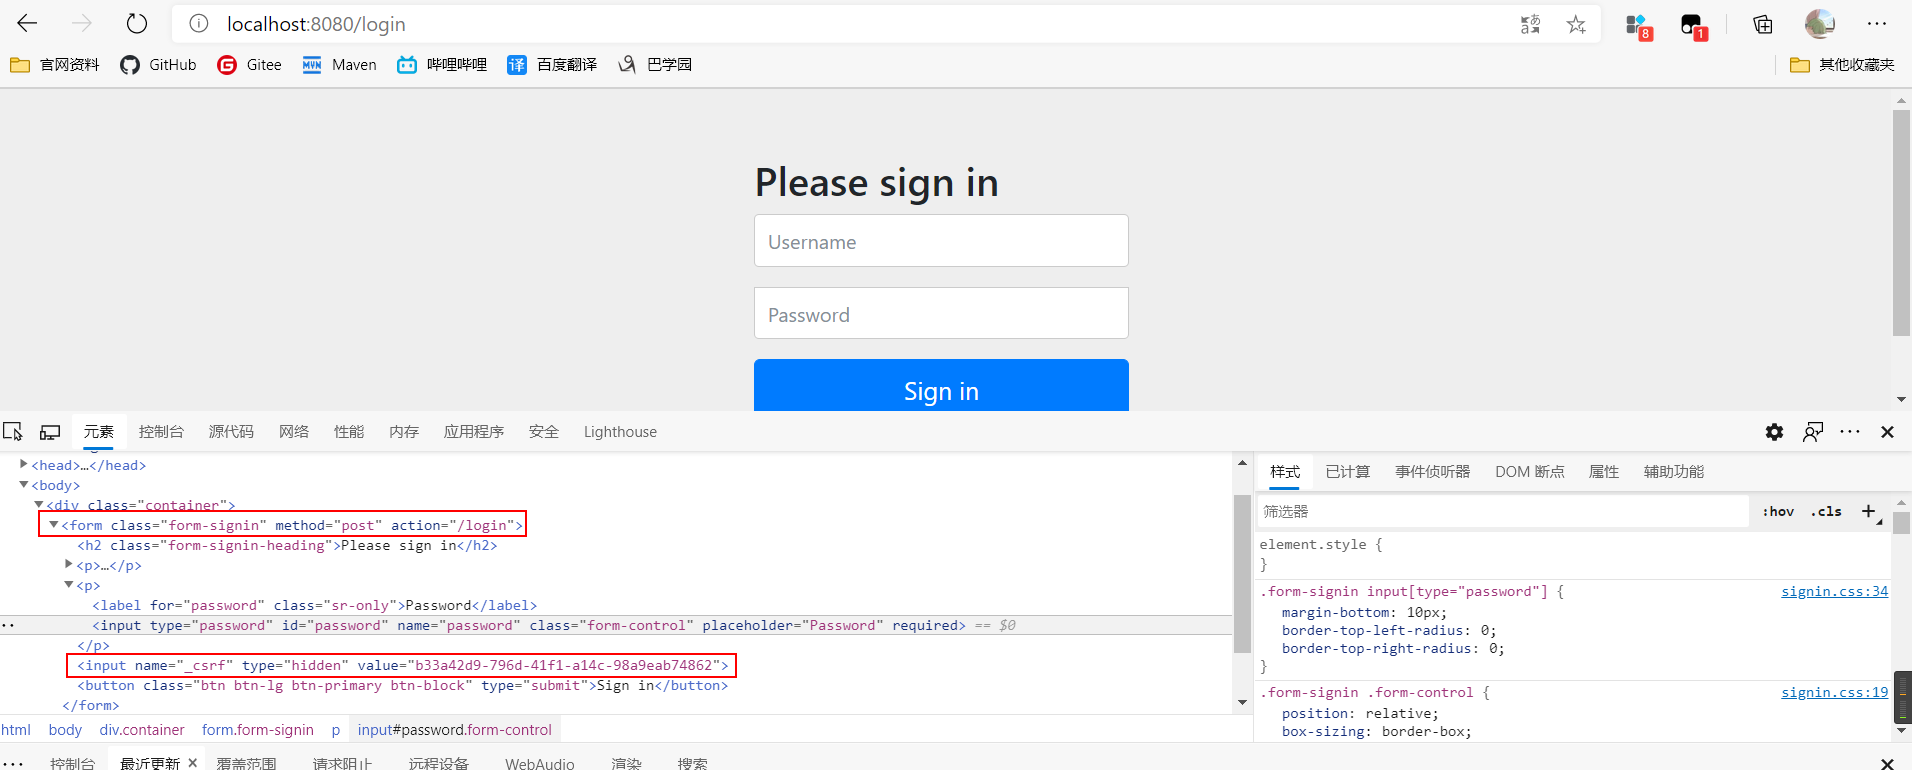 localhost:8080/login
8
1
官网资料 GitHub Gitee MVN Maven 哔哩哔哩 译 百度翻译 巴学园 其他收藏夹
Please sign in
Username
Password
Sign in
元素 控制台 源代码 网络 性能 内存 应用程序 安全 Lighthouse
<head>…</head>
<body>
<div class="container">
<form class="form-signin" method="post" action="/login">
<h2 class="form-signin-heading">Please sign in</h2>
<p>…</p>
<p>
<label for="password" class="sr-only">Password</label>
<input type="password" id="password" name="password" class="form-control" placeholder="Password" required> == $0
</p>
<input name="_csrf" type="hidden" value="b33a42d9-796d-41f1-a14c-98a9eab74862">
<button class="btn btn-lg btn-primary btn-block" type="submit">Sign in</button>
</form>
html body div.container form.form-signin p input#password.form-control
样式 已计算 事件侦听器 DOM 断点 属性 辅助功能
筛选器 :hov .cls +
element.style {
}
.form-signin input[type="password"] { signin.css:34
margin-bottom: 10px;
border-top-left-radius: 0;
border-top-right-radius: 0;
}
.form-signin .form-control { signin.css:19
position: relative;
box-sizing: border-box;
控制台 最近更新 覆盖范围 请求阻止 远程设备 WebAudio 渲染 搜索